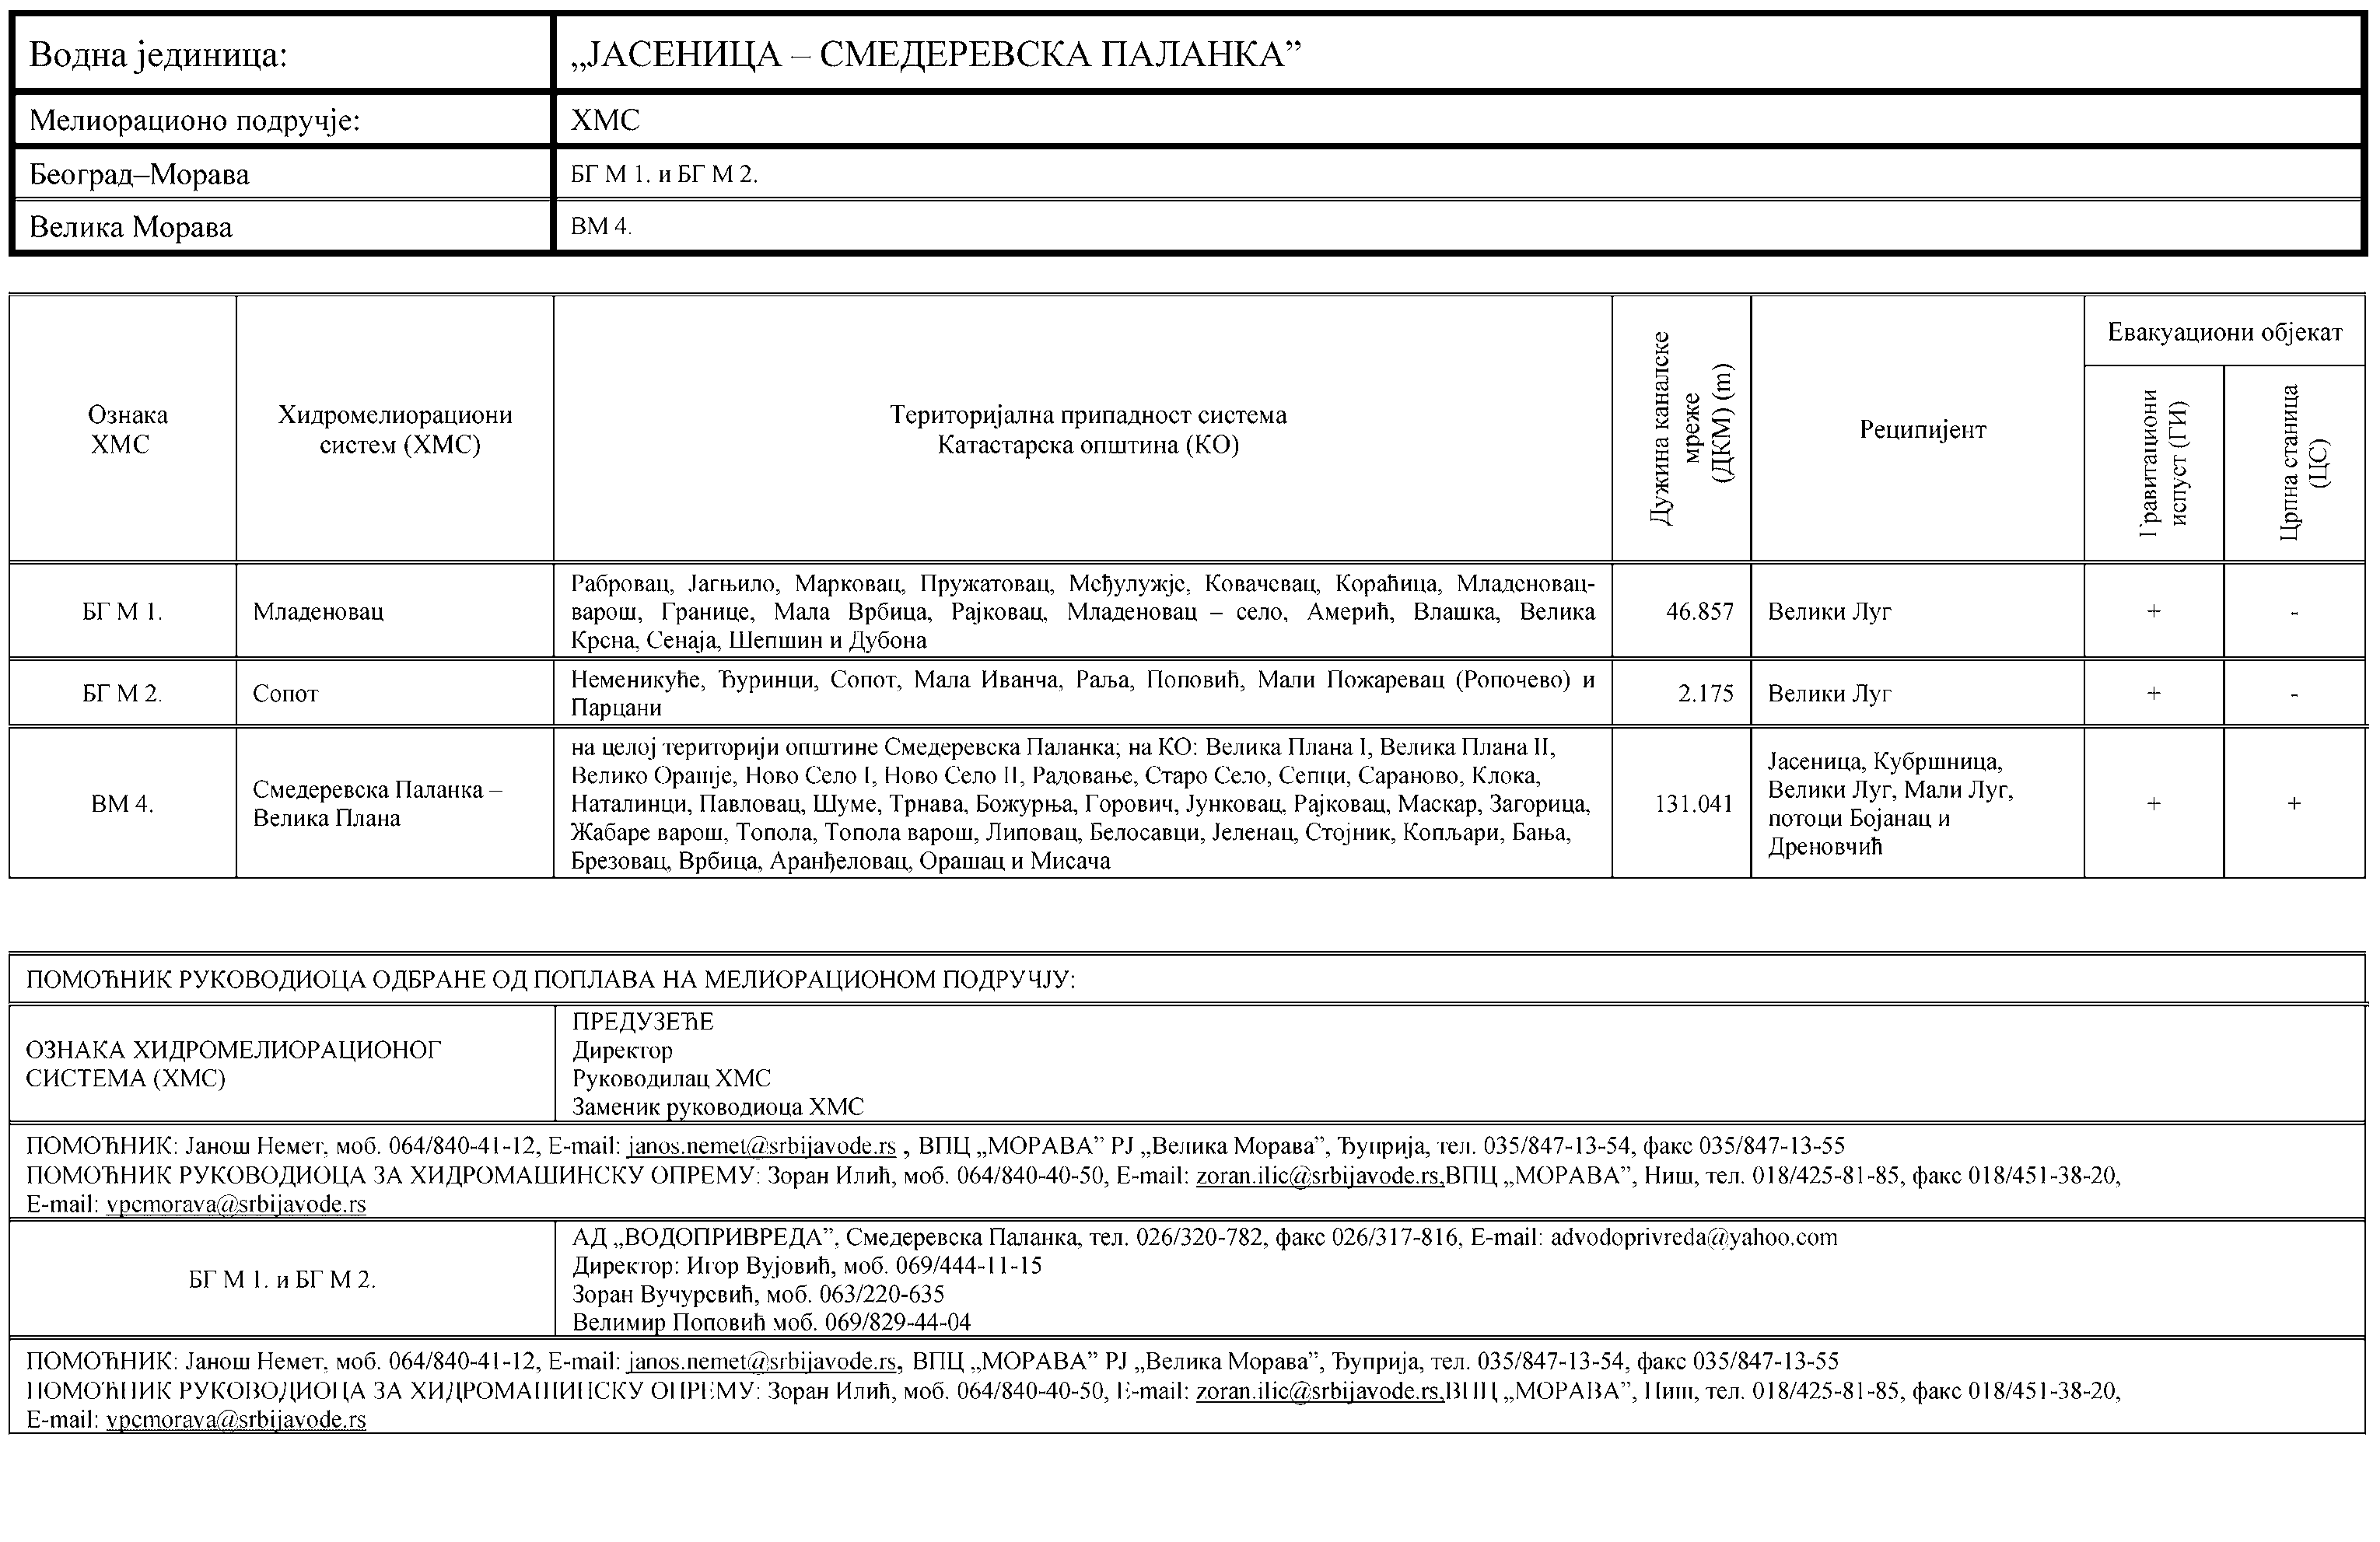 Водна јединица:
„ЈАСЕНИЦА – СМЕДЕРЕВСКА ПАЛАНКА”
Мелиорационо подручје:
ХМС
Београд–Морава
БГ М 1. и БГ М 2.
Велика Морава
ВМ 4.
Ознака
ХМС
Хидромелиорациони
систем (ХМС)
Територијална припадност система
Катастарска општина (КО)
Дужина каналске
мреже
(ДКМ) (m)
Реципијент
Евакуациони објекат
Гравитациони
испуст (ГИ)
Црпна станица
(ЦС)
БГ М 1.
Младеновац
Рабровац, Јагњило, Марковац, Пружатовац, Међулужје, Ковачевац, Кораћица, Младеновац-
варош, Границе, Мала Врбица, Рајковац, Младеновац – село, Амерић, Влашка, Велика
Крсна, Сенаја, Шепшин и Дубона
46.857
Велики Луг
+
-
БГ М 2.
Сопот
Неменикуће, Ђуринци, Сопот, Мала Иванча, Раља, Поповић, Мали Пожаревац (Ропочево) и
Парцани
2.175
Велики Луг
+
-
ВМ 4.
Смедеревска Паланка –
Велика Плана
на целој територији општине Смедеревска Паланка; на КО: Велика Плана I, Велика Плана II,
Велико Орашје, Ново Село I, Ново Село II, Радовање, Старо Село, Сепци, Сараново, Клока,
Наталинци, Павловац, Шуме, Трнава, Божурња, Горович, Јунковац, Рајковац, Маскар, Загорица,
Жабаре варош, Топола, Топола варош, Липовац, Белосавци, Јеленац, Стојник, Копљари, Бања,
Брезовац, Врбица, Аранђеловац, Орашац и Мисача
131.041
Јасеница, Кубршница,
Велики Луг, Мали Луг,
потоци Бојанац и
Дреновчић
+
+
ПОМОЋНИК РУКОВОДИОЦА ОДБРАНЕ ОД ПОПЛАВА НА МЕЛИОРАЦИОНОМ ПОДРУЧЈУ:
ОЗНАКА ХИДРОМЕЛИОРАЦИОНОГ
СИСТЕМА (ХМС)
ПРЕДУЗЕЋЕ
Директор
Руководилац ХМС
Заменик руководиоца ХМС
ПОМОЋНИК: Јанош Немет, моб. 064/840-41-12, E-mail: janos.nemet@srbijavode.rs , ВПЦ „МОРАВА” РЈ „Велика Морава”, Ћуприја, тел. 035/847-13-54, факс 035/847-13-55
ПОМОЋНИК РУКОВОДИОЦА ЗА ХИДРОМАШИНСКУ ОПРЕМУ: Зоран Илић, моб. 064/840-40-50, E-mail: zoran.ilic@srbijavode.rs,ВПЦ „МОРАВА”, Ниш, тел. 018/425-81-85, факс 018/451-38-20,
E-mail: vpcmorava@srbijavode.rs
БГ М 1. и БГ М 2.
АД „ВОДОПРИВРЕДА”, Смедеревска Паланка, тел. 026/320-782, факс 026/317-816, E-mail: advodoprivreda@yahoo.com
Директор: Игор Вујовић, моб. 069/444-11-15
Зоран Вучуревић, моб. 063/220-635
Велимир Поповић моб. 069/829-44-04
ПОМОЋНИК: Јанош Немет, моб. 064/840-41-12, E-mail: janos.nemet@srbijavode.rs, ВПЦ „МОРАВА” РЈ „Велика Морава”, Ћуприја, тел. 035/847-13-54, факс 035/847-13-55
ПОМОЋНИК РУКОВОДИОЦА ЗА ХИДРОМАШИНСКУ ОПРЕМУ: Зоран Илић, моб. 064/840-40-50, E-mail: zoran.ilic@srbijavode.rs,ВПЦ „МОРАВА”, Ниш, тел. 018/425-81-85, факс 018/451-38-20,
E-mail: vpcmorava@srbijavode.rs